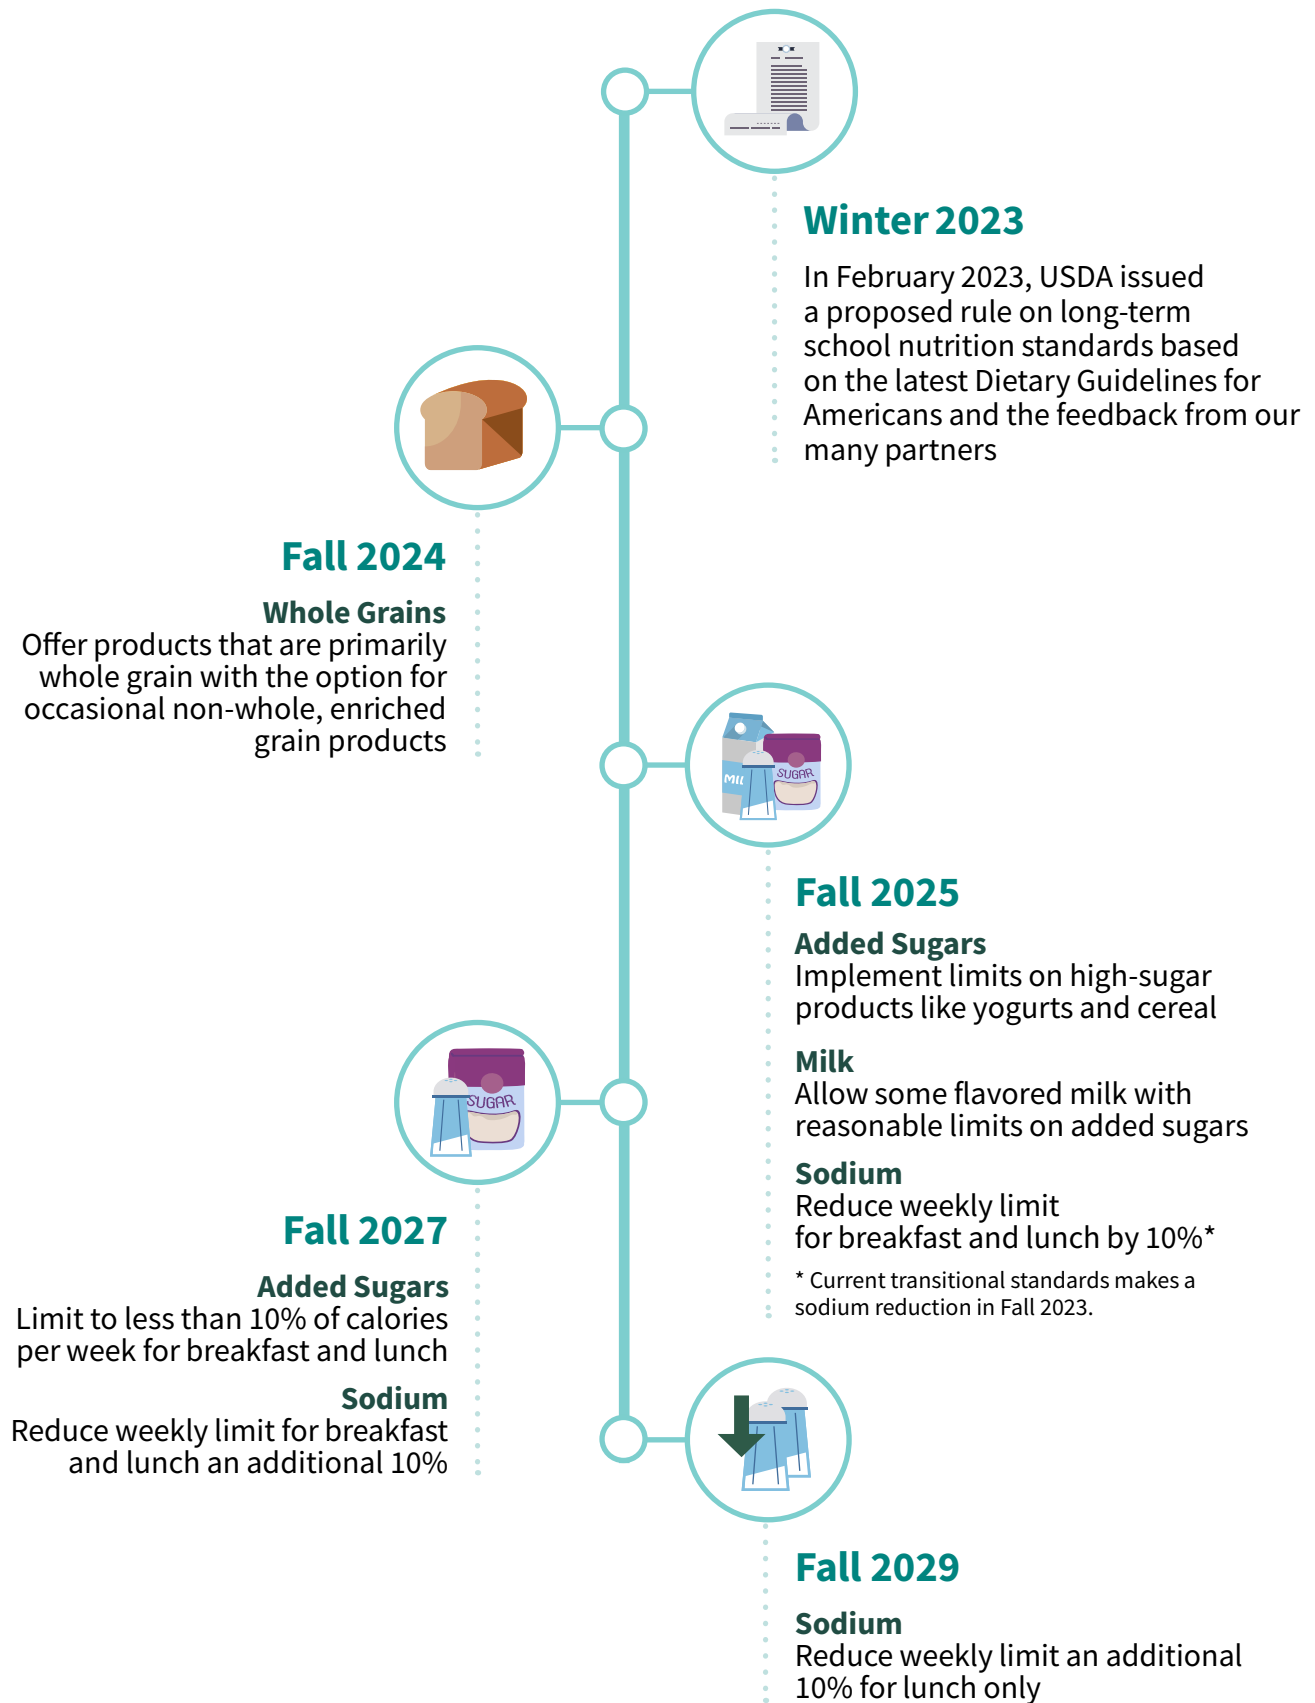 Winter 2023
In February 2023, USDA issued
a proposed rule on long-term
school nutrition standards based
on the latest Dietary Guidelines for
Americans and the feedback from our
many partners
Fall 2024
Whole Grains
Offer products that are primarily
whole grain with the option for
occasional non-whole, enriched
grain products
MIL
SUGAR
Fall 2025
Added Sugars
Implement limits on high-sugar
products like yogurts and cereal
Milk
Allow some flavored milk with
reasonable limits on added sugars
Sodium
Reduce weekly limit
for breakfast and lunch by 10%*
* Current transitional standards makes a
sodium reduction in Fall 2023.
SUGAR
Fall 2027
Added Sugars
Limit to less than 10% of calories
per week for breakfast and lunch
Sodium
Reduce weekly limit for breakfast
and lunch an additional 10%
Fall 2029
Sodium
Reduce weekly limit an additional
10% for lunch only